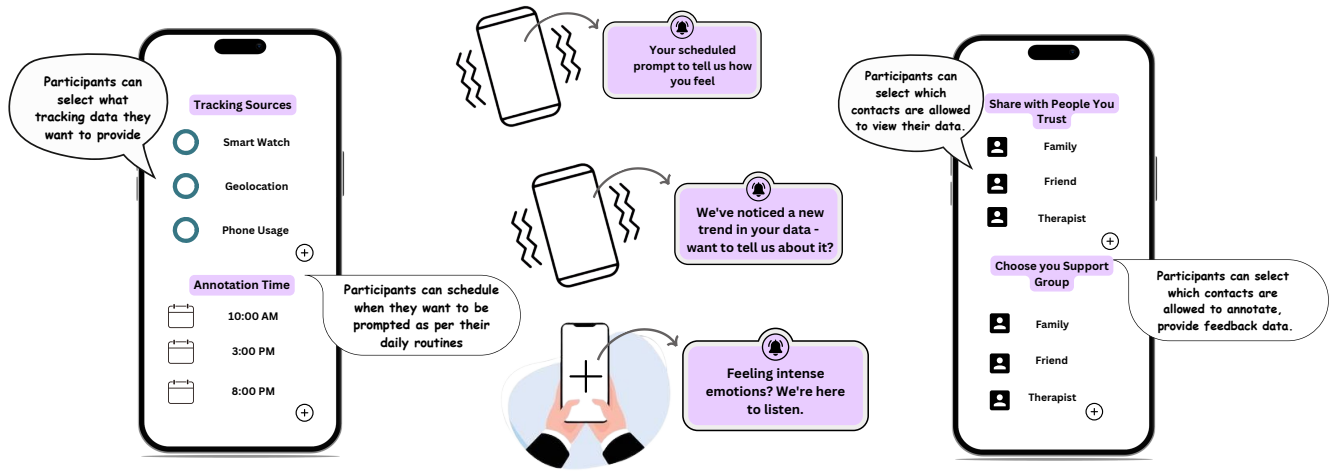 Participants can
select what
tracking data they
want to provide
Tracking Sources
Smart Watch
Geolocation
Phone Usage
Annotation Time
10:00 AM
3:00 PM
8:00 PM
Participants can schedule
when they want to be
prompted as per their
daily routines
Your scheduled
prompt to tell us how
you feel
We've noticed a new
trend in your data -
want to tell us about it?
Feeling intense
emotions? We're here
to listen.
Participants can
select which
contacts are allowed
to view their data.
Share with People You
Trust
Family
Friend
Therapist
Choose you Support
Group
Family
Friend
Therapist
Participants can select
which contacts are
allowed to annotate,
provide feedback data.